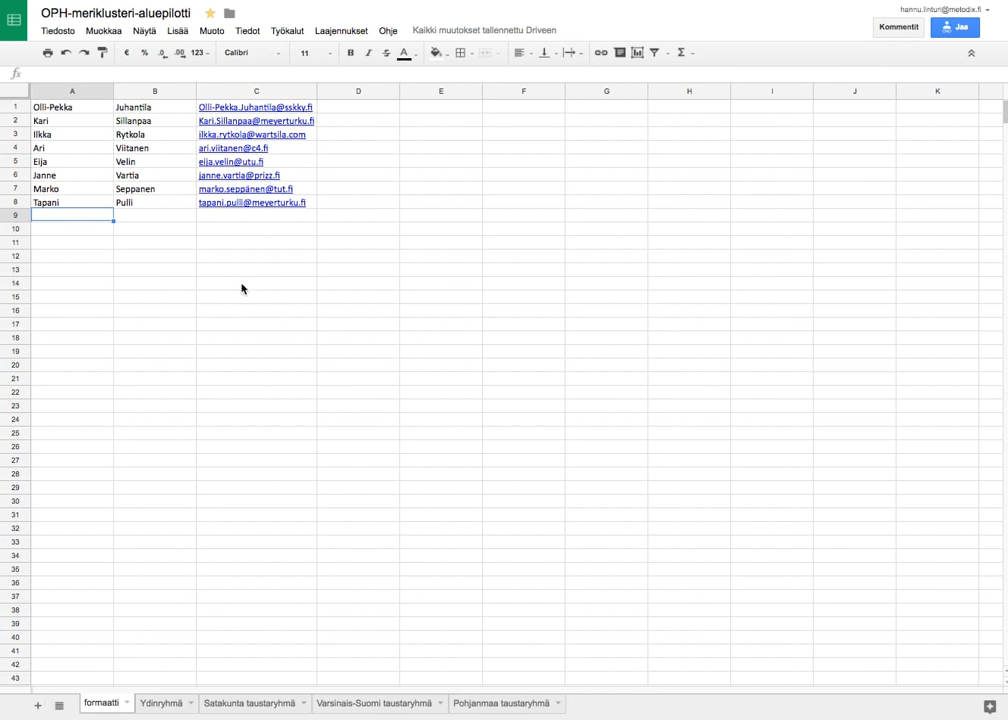 OPH-meriklusteri-aluepilotti
hannu.linturi@metodix.fi
Tiedosto Muokkaa Näytä Lisää Muoto Tiedot Työkalut Laajennukset Ohje Kaikki muutokset tallennettu Driveen
Kommentit Jaa
€ % .0 .00 123 Calibri 11 B I S A Σ
fx
A B C D E F G H I J K
1 Olli-Pekka Juhantila Olli-Pekka.Juhantila@sskky.fi
2 Kari Sillanpaa Kari.Sillanpaa@meyerturku.fi
3 Ilkka Rytkola ilkka.rytkola@wartsila.com
4 Ari Viitanen ari.viitanen@c4.fi
5 Eija Velin eija.velin@utu.fi
6 Janne Vartia janne.vartia@prizz.fi
7 Marko Seppanen marko.seppänen@tut.fi
8 Tapani Pulli tapani.pulli@meyerturku.fi
9
10
11
12
13
14
15
16
17
18
19
20
21
22
23
24
25
26
27
28
29
30
31
32
33
34
35
36
37
38
39
40
41
42
43
formaatti Ydinryhmä Satakunta taustaryhmä Varsinais-Suomi taustaryhmä Pohjanmaa taustaryhmä